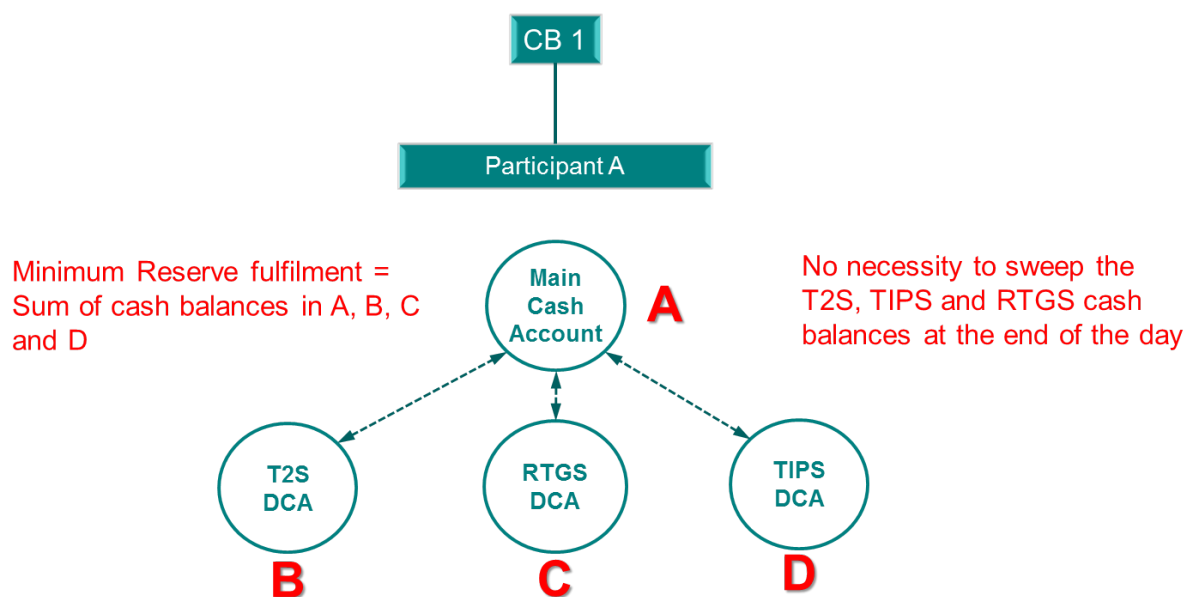 CB 1
Participant A
Minimum Reserve fulfilment =
Sum of cash balances in A, B, C
and D
Main
Cash
Account
A
No necessity to sweep the
T2S, TIPS and RTGS cash
balances at the end of the day
T2S
DCA
B
RTGS
DCA
C
TIPS
DCA
D